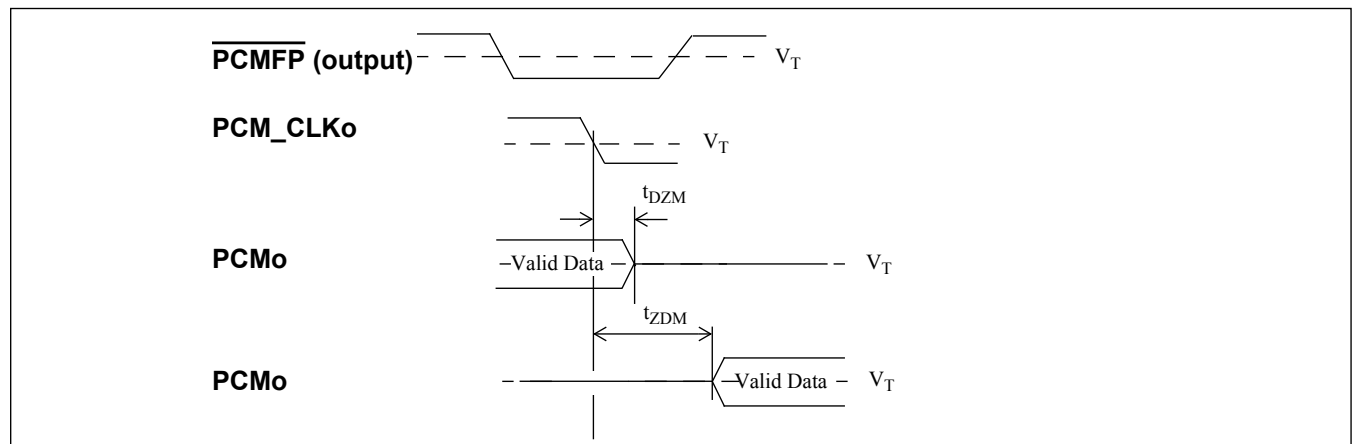 PCMFP (output)
V_T
PCM_CLKo
V_T
t_DZM
PCMo
Valid Data
V_T
t_ZDM
PCMo
Valid Data
V_T